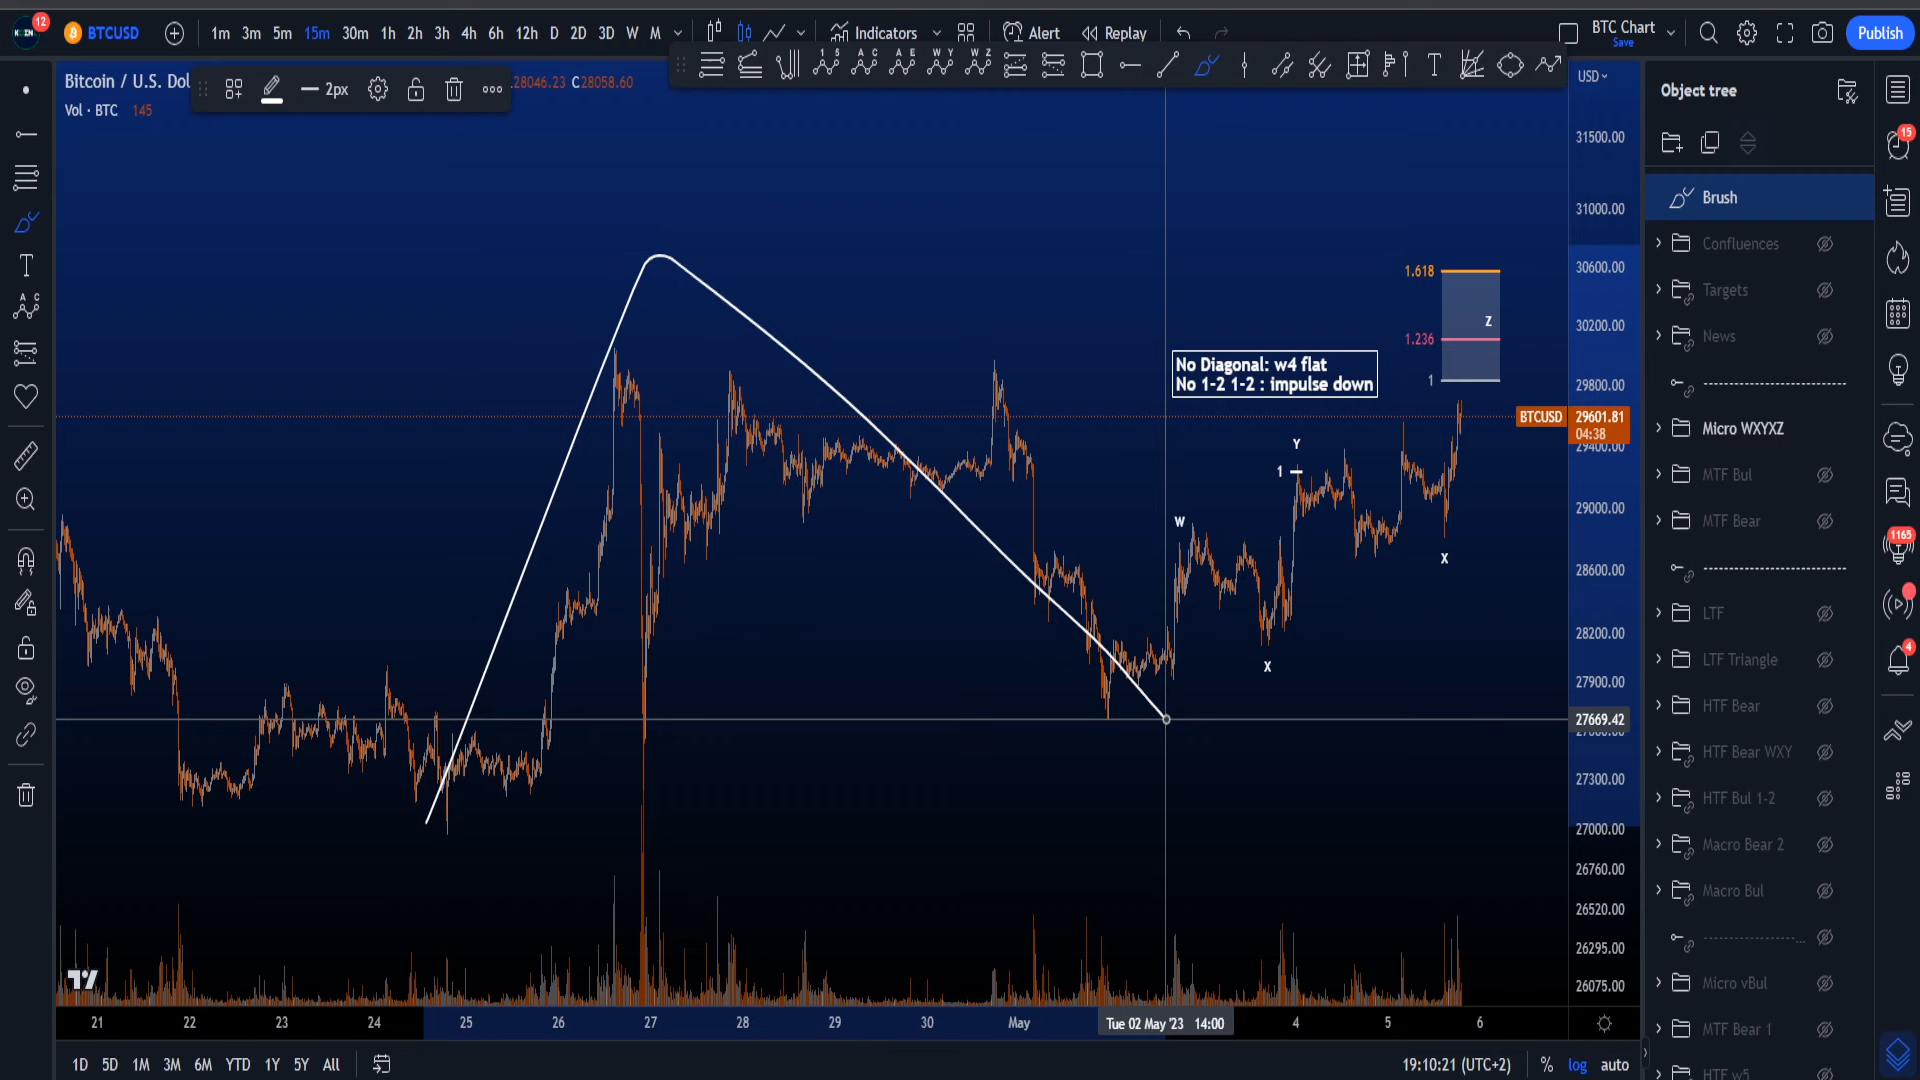 12
BTCUSD
1m 3m 5m 15m 30m 1h 2h 3h 4h 6h 12h D 2D 3D W M
Indicators
Alert
Replay
BTC Chart
Save
Publish
Bitcoin / U.S. Dol
2px
28046.23 C28058.60
Vol · BTC 145
USD
31500.00
31000.00
30600.00
30200.00
29800.00
29400.00
29000.00
28600.00
28200.00
27900.00
27300.00
27000.00
26760.00
26520.00
26295.00
26075.00
BTCUSD 29601.81
04:38
27669.42
1.618
Z
1.236
1
No Diagonal: w4 flat
No 1-2 1-2 : impulse down
Y
1
W
X
X
21 22 23 24 25 26 27 28 29 30 May
Tue 02 May '23 14:00
4 5 6
1D 5D 1M 3M 6M YTD 1Y 5Y All
19:10:21 (UTC+2)
% log auto
Object tree
Brush
Confluences
Targets
News
Micro WXYXZ
MTF Bul
MTF Bear
LTF
LTF Triangle
HTF Bear
HTF Bear WXY
HTF Bul 1-2
Macro Bear 2
Macro Bul
Micro vBul
MTF Bear 1
HTF w5
15
1165
4